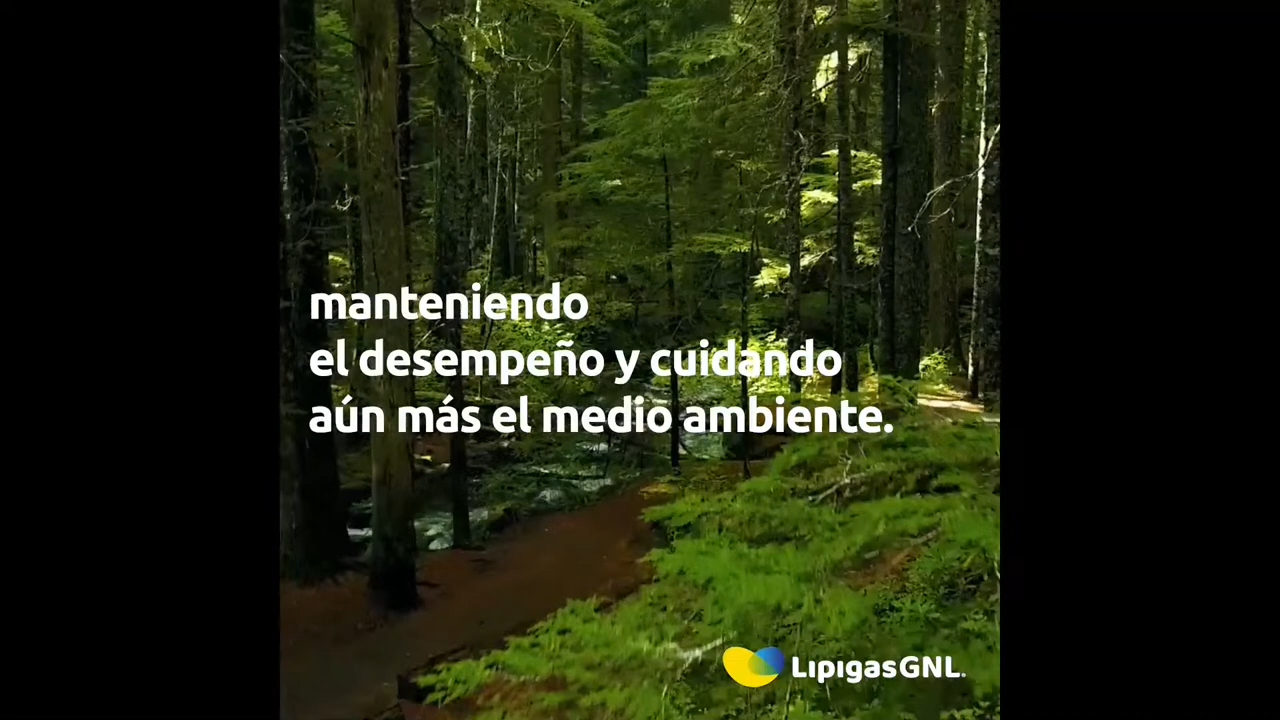 manteniendo
el desempeño y cuidando
aún más el medio ambiente.
LipigasGNL.